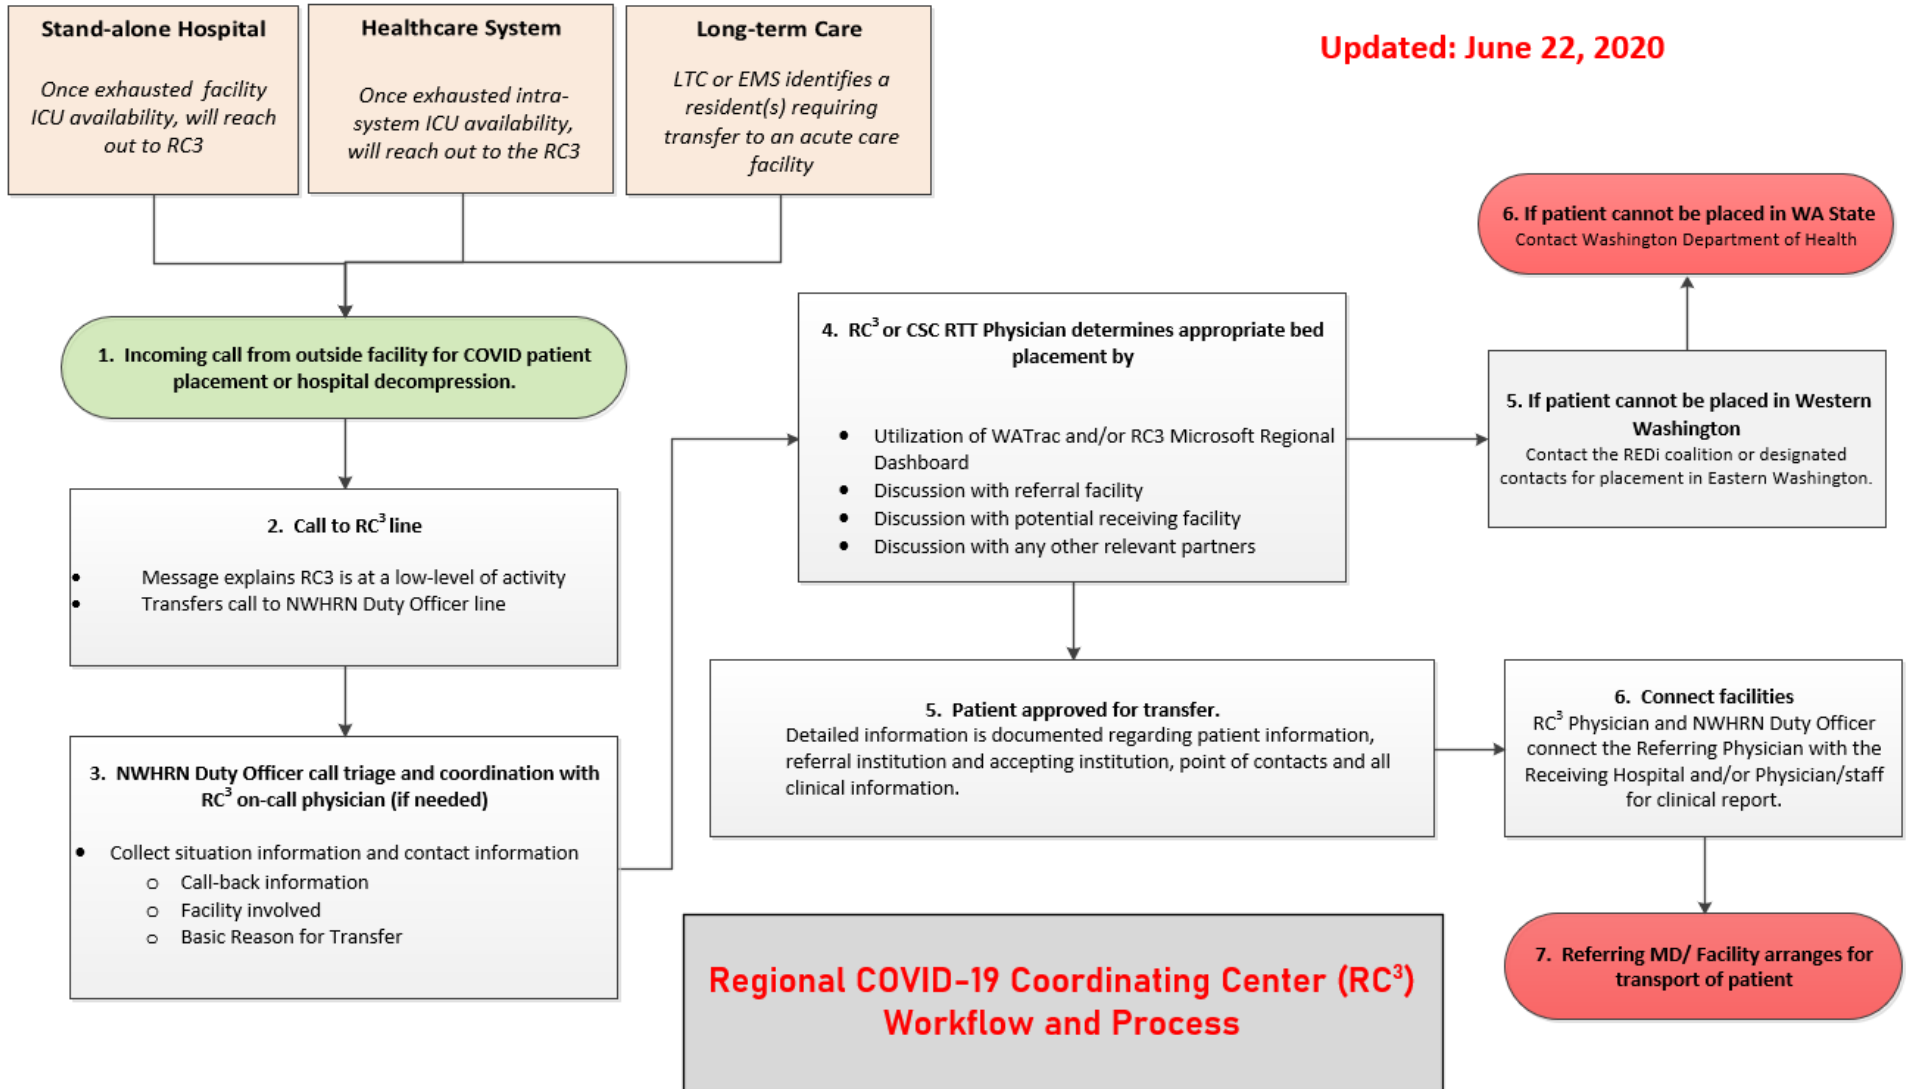 Stand-alone Hospital
Once exhausted facility
ICU availability, will reach
out to RC3
Healthcare System
Once exhausted intra-
system ICU availability,
will reach out to the RC3
Long-term Care
LTC or EMS identifies a
resident(s) requiring
transfer to an acute care
facility
Updated: June 22, 2020
1. Incoming call from outside facility for COVID patient
placement or hospital decompression.
2. Call to RC³ line
• Message explains RC3 is at a low-level of activity
• Transfers call to NWHRN Duty Officer line
3. NWHRN Duty Officer call triage and coordination with
RC³ on-call physician (if needed)
• Collect situation information and contact information
o Call-back information
o Facility involved
o Basic Reason for Transfer
4. RC³ or CSC RTT Physician determines appropriate bed
placement by
• Utilization of WATrac and/or RC3 Microsoft Regional
Dashboard
• Discussion with referral facility
• Discussion with potential receiving facility
• Discussion with any other relevant partners
6. If patient cannot be placed in WA State
Contact Washington Department of Health
5. If patient cannot be placed in Western
Washington
Contact the REDi coalition or designated
contacts for placement in Eastern Washington.
5. Patient approved for transfer.
Detailed information is documented regarding patient information,
referral institution and accepting institution, point of contacts and all
clinical information.
6. Connect facilities
RC³ Physician and NWHRN Duty Officer
connect the Referring Physician with the
Receiving Hospital and/or Physician/staff
for clinical report.
7. Referring MD/ Facility arranges for
transport of patient
Regional COVID-19 Coordinating Center (RC³)
Workflow and Process